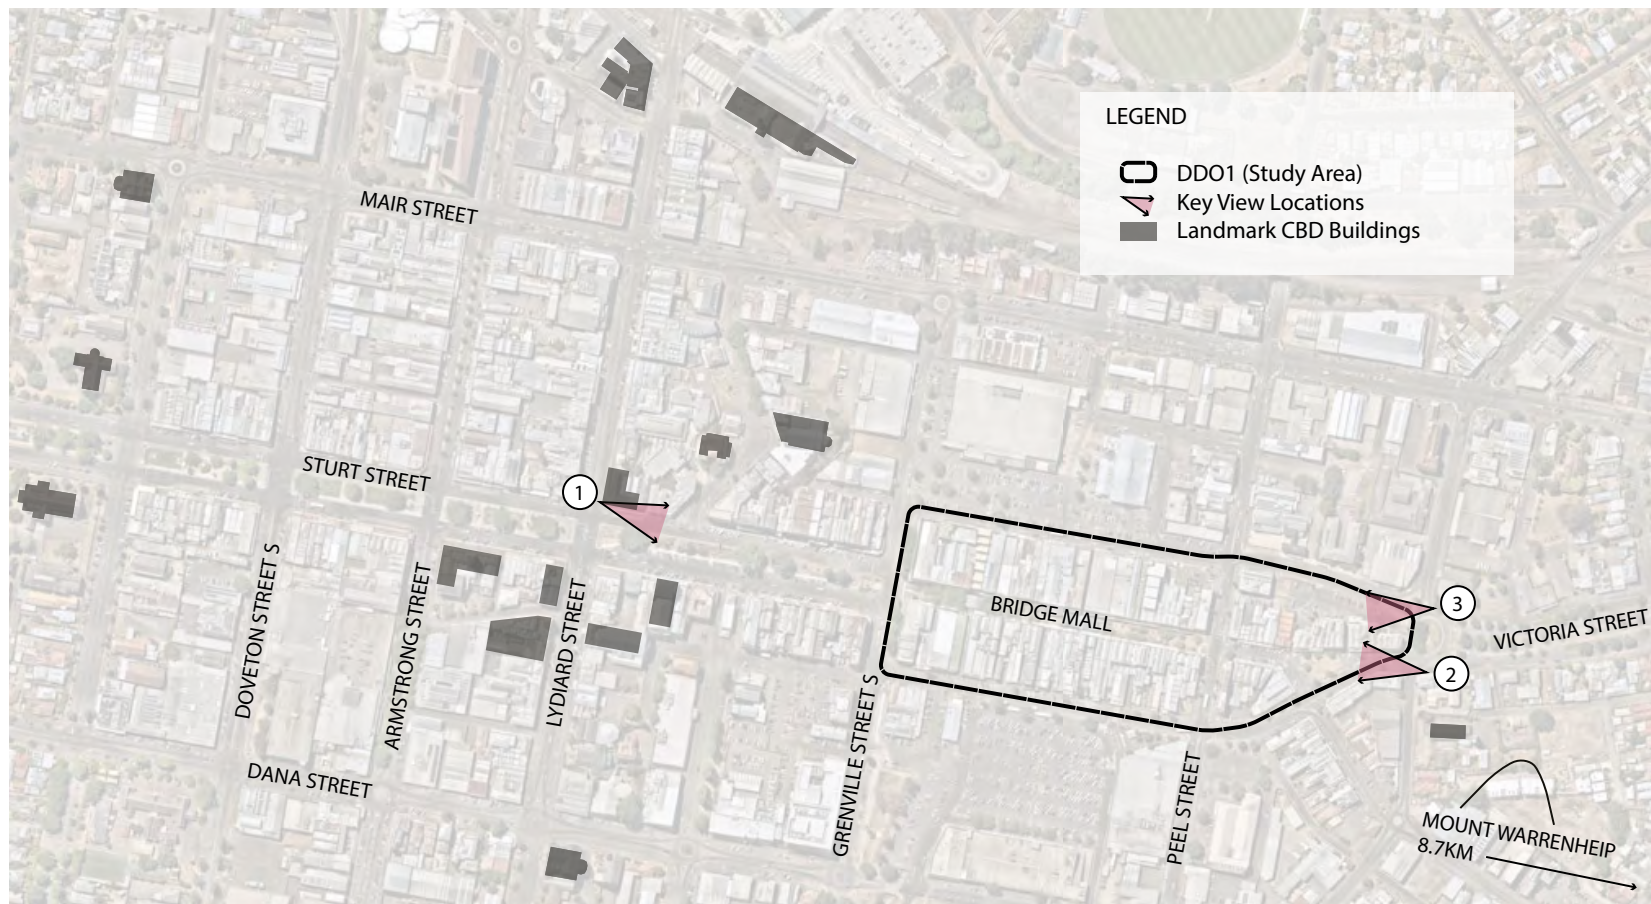 LEGEND
DDO1 (Study Area)
Key View Locations
Landmark CBD Buildings
MAIR STREET
STURT STREET
1
BRIDGE MALL
3
VICTORIA STREET
2
DOVETON STREET S
ARMSTRONG STREET
LYDIARD STREET
GRENVILLE STREET S
PEEL STREET
DANA STREET
MOUNT WARRENHEIP
8.7KM